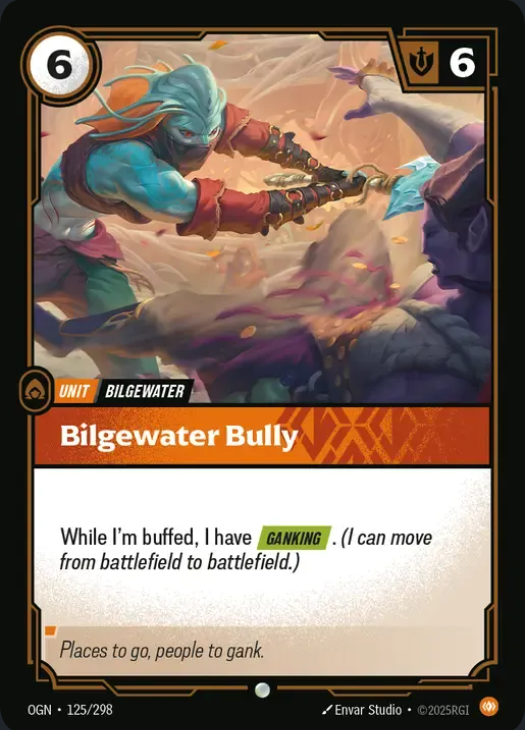 6
6
UNIT BILGEWATER
Bilgewater Bully
While I'm buffed, I have GANKING. (I can move
from battlefield to battlefield.)
Places to go, people to gank.
OGN • 125/298
Envar Studio • ©2025RGI